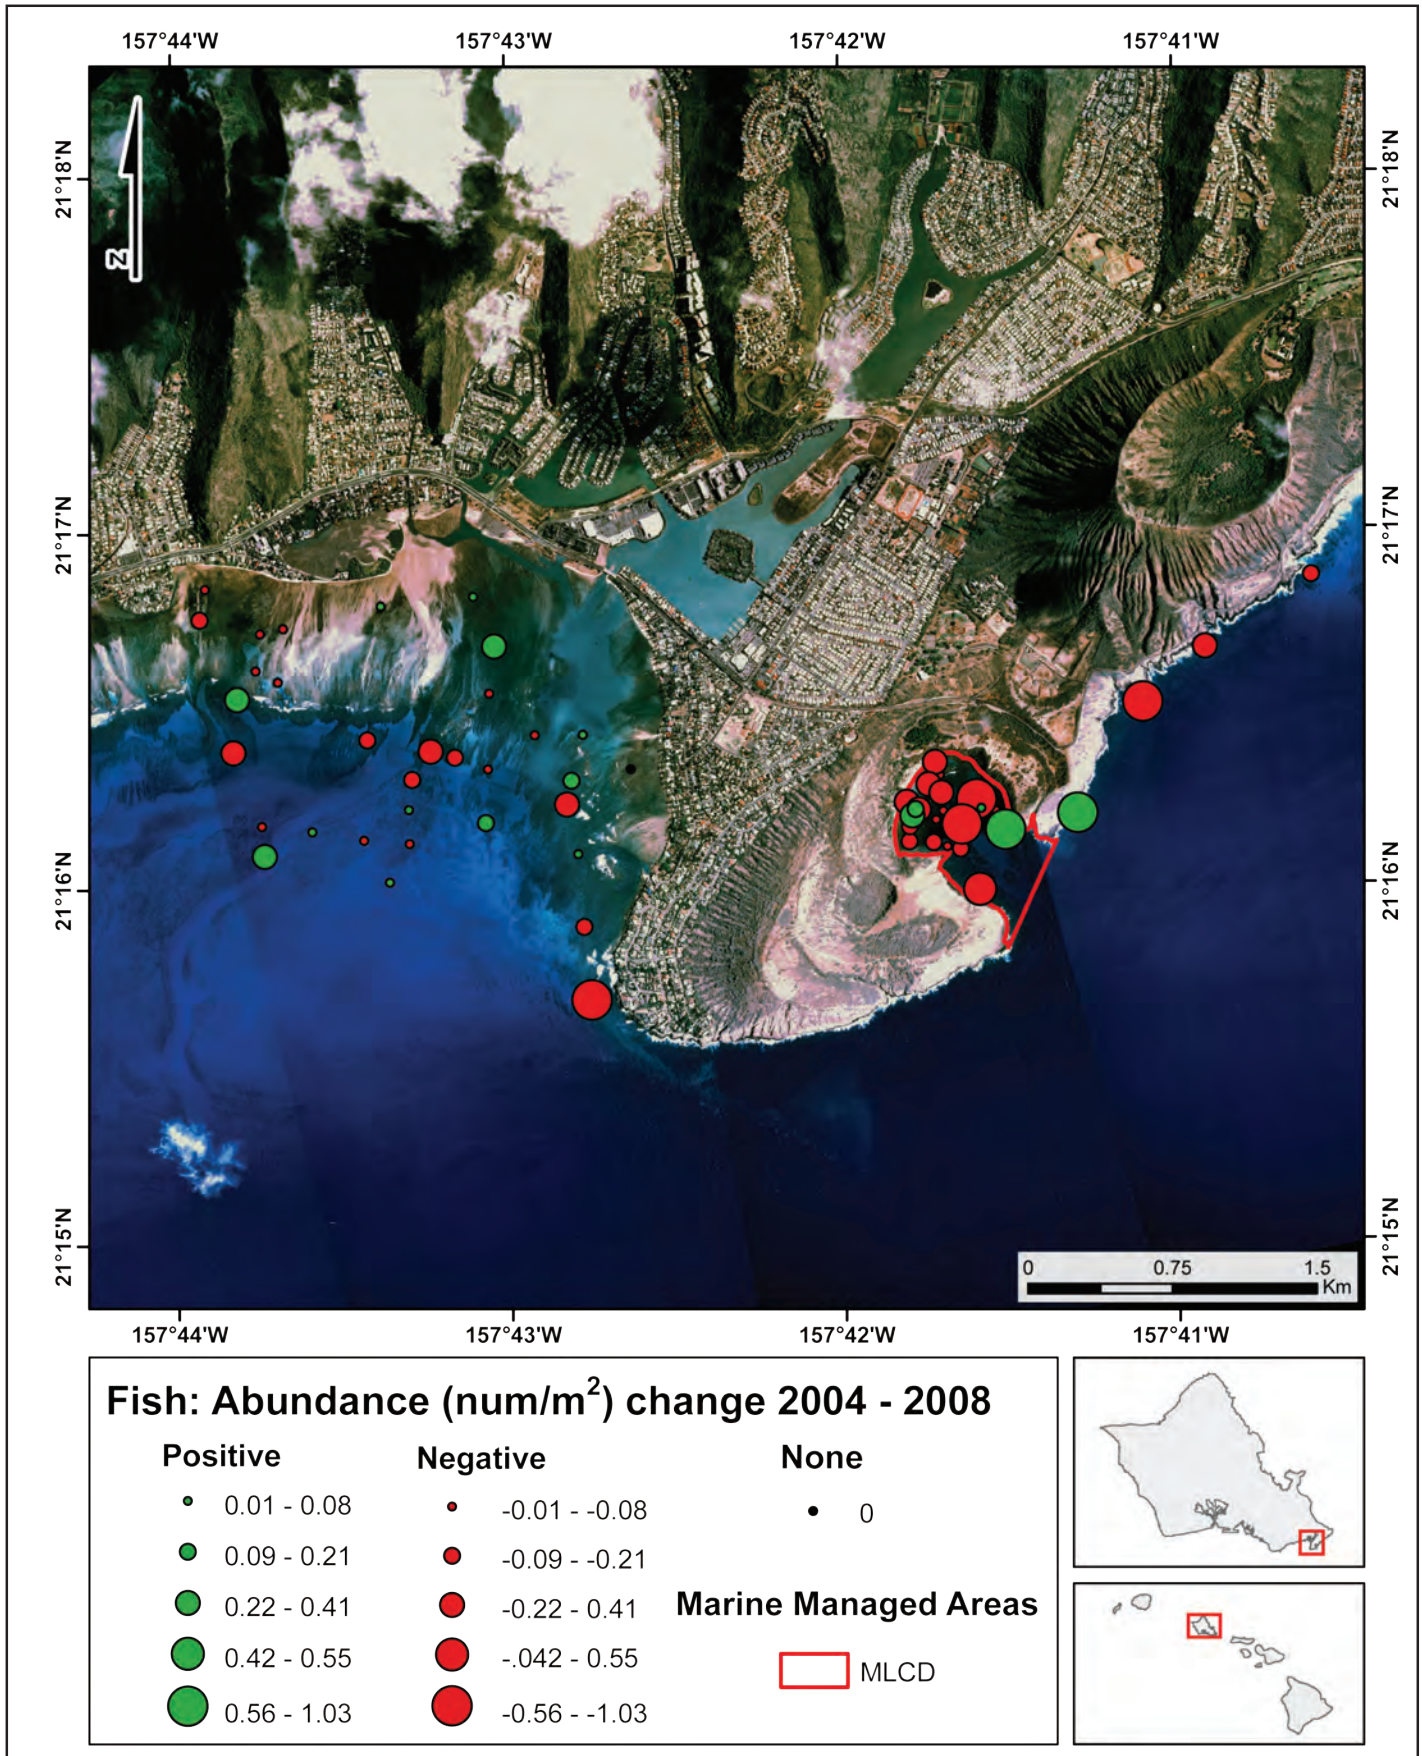 157°44'W 157°43'W 157°42'W 157°41'W
21°18'N 21°18'N
Z
21°17'N 21°17'N
21°16'N 21°16'N
21°15'N 21°15'N
0 0.75 1.5
Km
157°44'W 157°43'W 157°42'W 157°41'W
Fish: Abundance (num/m²) change 2004 - 2008
Positive Negative None
0.01 - 0.08 -0.01 - -0.08 0
0.09 - 0.21 -0.09 - -0.21
0.22 - 0.41 -0.22 - 0.41 Marine Managed Areas
0.42 - 0.55 -.042 - 0.55 MLCD
0.56 - 1.03 -0.56 - -1.03